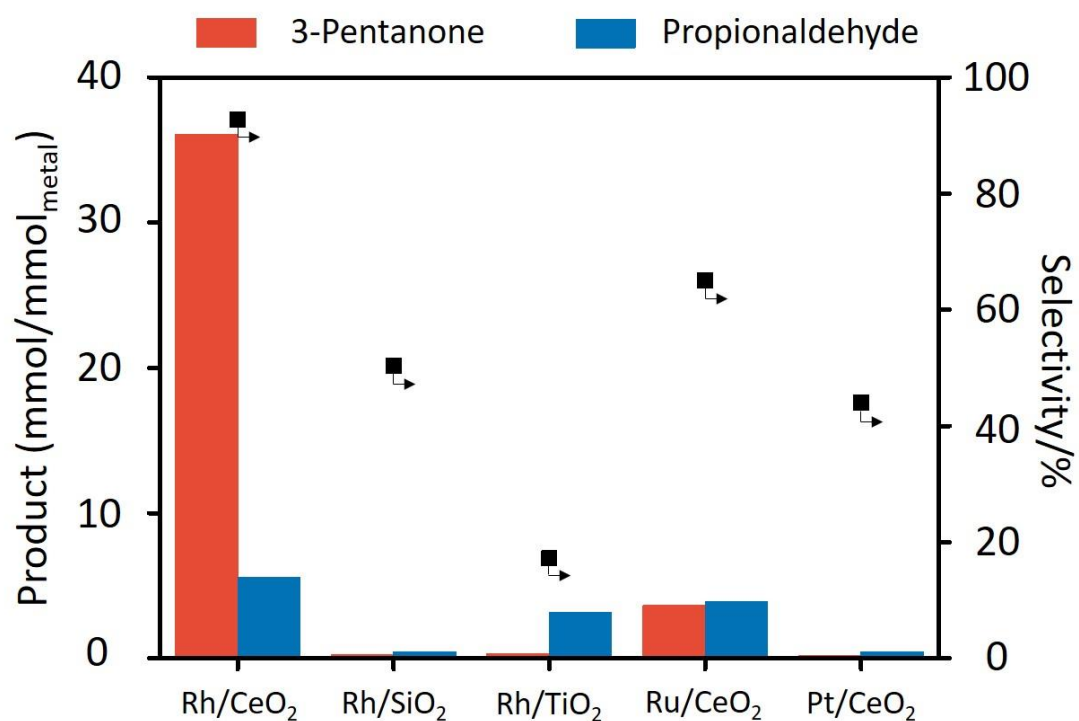 3-Pentanone Propionaldehyde
Product (mmol/mmolmetal)
40
30
20
10
0
100
80
60
40
20
0
Selectivity/%
Rh/CeO2 Rh/SiO2 Rh/TiO2 Ru/CeO2 Pt/CeO2